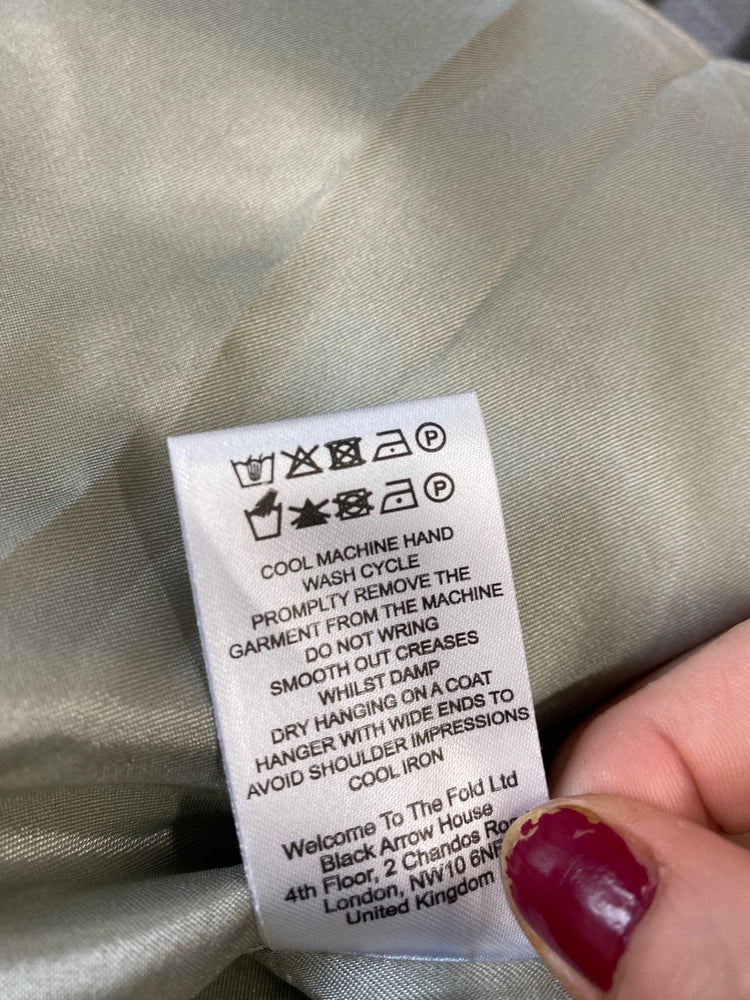 P
P
COOL MACHINE HAND
WASH CYCLE
PROMPLTY REMOVE THE
GARMENT FROM THE MACHINE
DO NOT WRING
SMOOTH OUT CREASES
WHILST DAMP
DRY HANGING ON A COAT
HANGER WITH WIDE ENDS TO
AVOID SHOULDER IMPRESSIONS
COOL IRON
Welcome To The Fold Ltd
Black Arrow House
4th Floor, 2 Chandos
London, NW10
United Kingdom